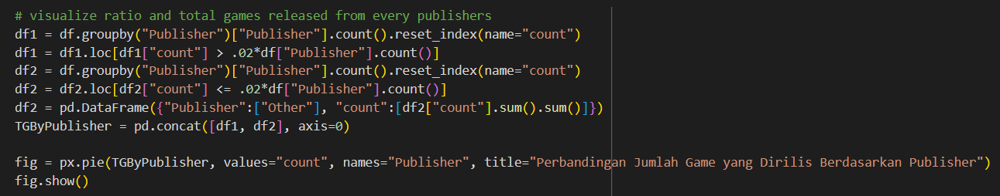 # visualize ratio and total games released from every publishers
df1 = df.groupby("Publisher")["Publisher"].count().reset_index(name="count")
df1 = df1.loc[df1["count"] > .02*df["Publisher"].count()]
df2 = df.groupby("Publisher")["Publisher"].count().reset_index(name="count")
df2 = df2.loc[df2["count"] <= .02*df["Publisher"].count()]
df2 = pd.DataFrame({"Publisher":["Other"], "count":[df2["count"].sum().sum()]})
TGByPublisher = pd.concat([df1, df2], axis=0)

fig = px.pie(TGByPublisher, values="count", names="Publisher", title="Perbandingan Jumlah Game yang Dirilis Berdasarkan Publisher")
fig.show()